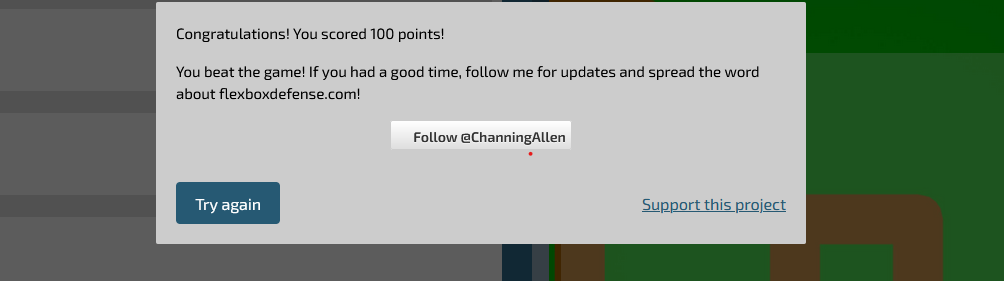 Congratulations! You scored 100 points!
You beat the game! If you had a good time, follow me for updates and spread the word
about flexboxdefense.com!
Follow @ChanningAllen
Try again
Support this project